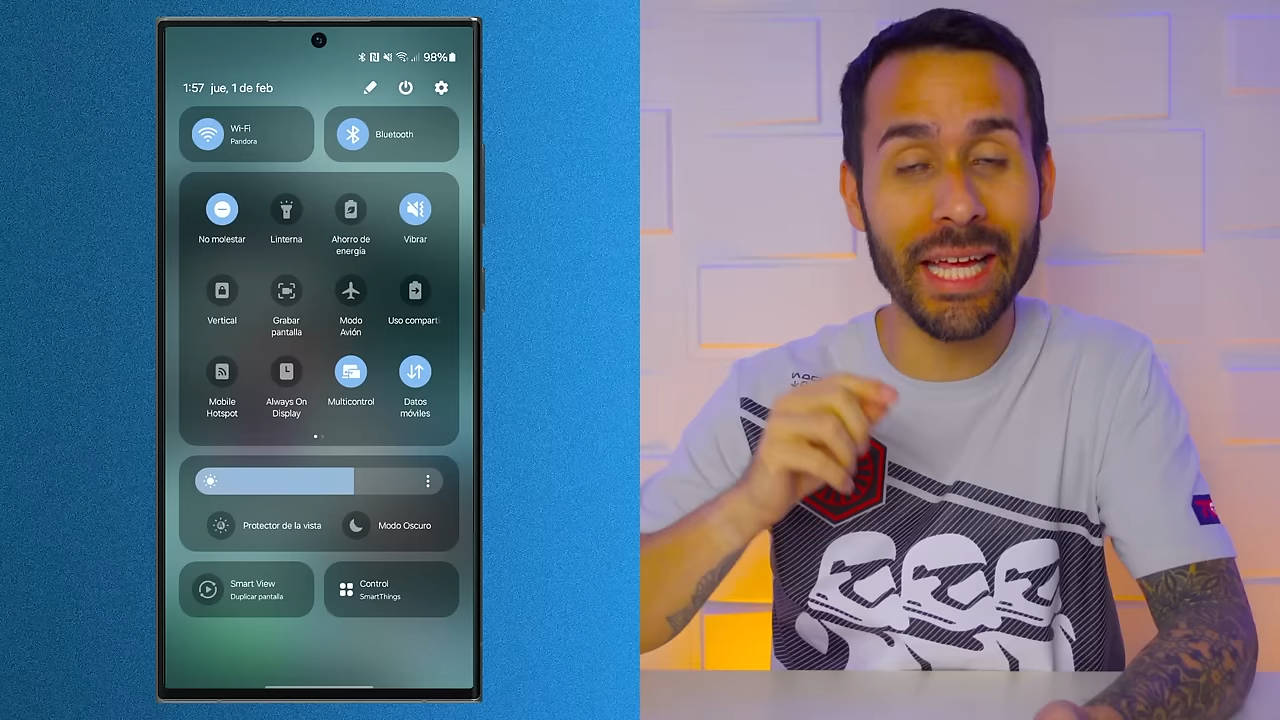 98%
1:57 jue, 1 de feb
Wi-Fi
Pandora
Bluetooth
No molestar
Linterna
Ahorro de
energía
Vibrar
Vertical
Grabar
pantalla
Modo
Avión
Uso comparti
Mobile
Hotspot
Always On
Display
Multicontrol
Datos
móviles
Protector de la vista
Modo Oscuro
Smart View
Duplicar pantalla
Control
SmartThings